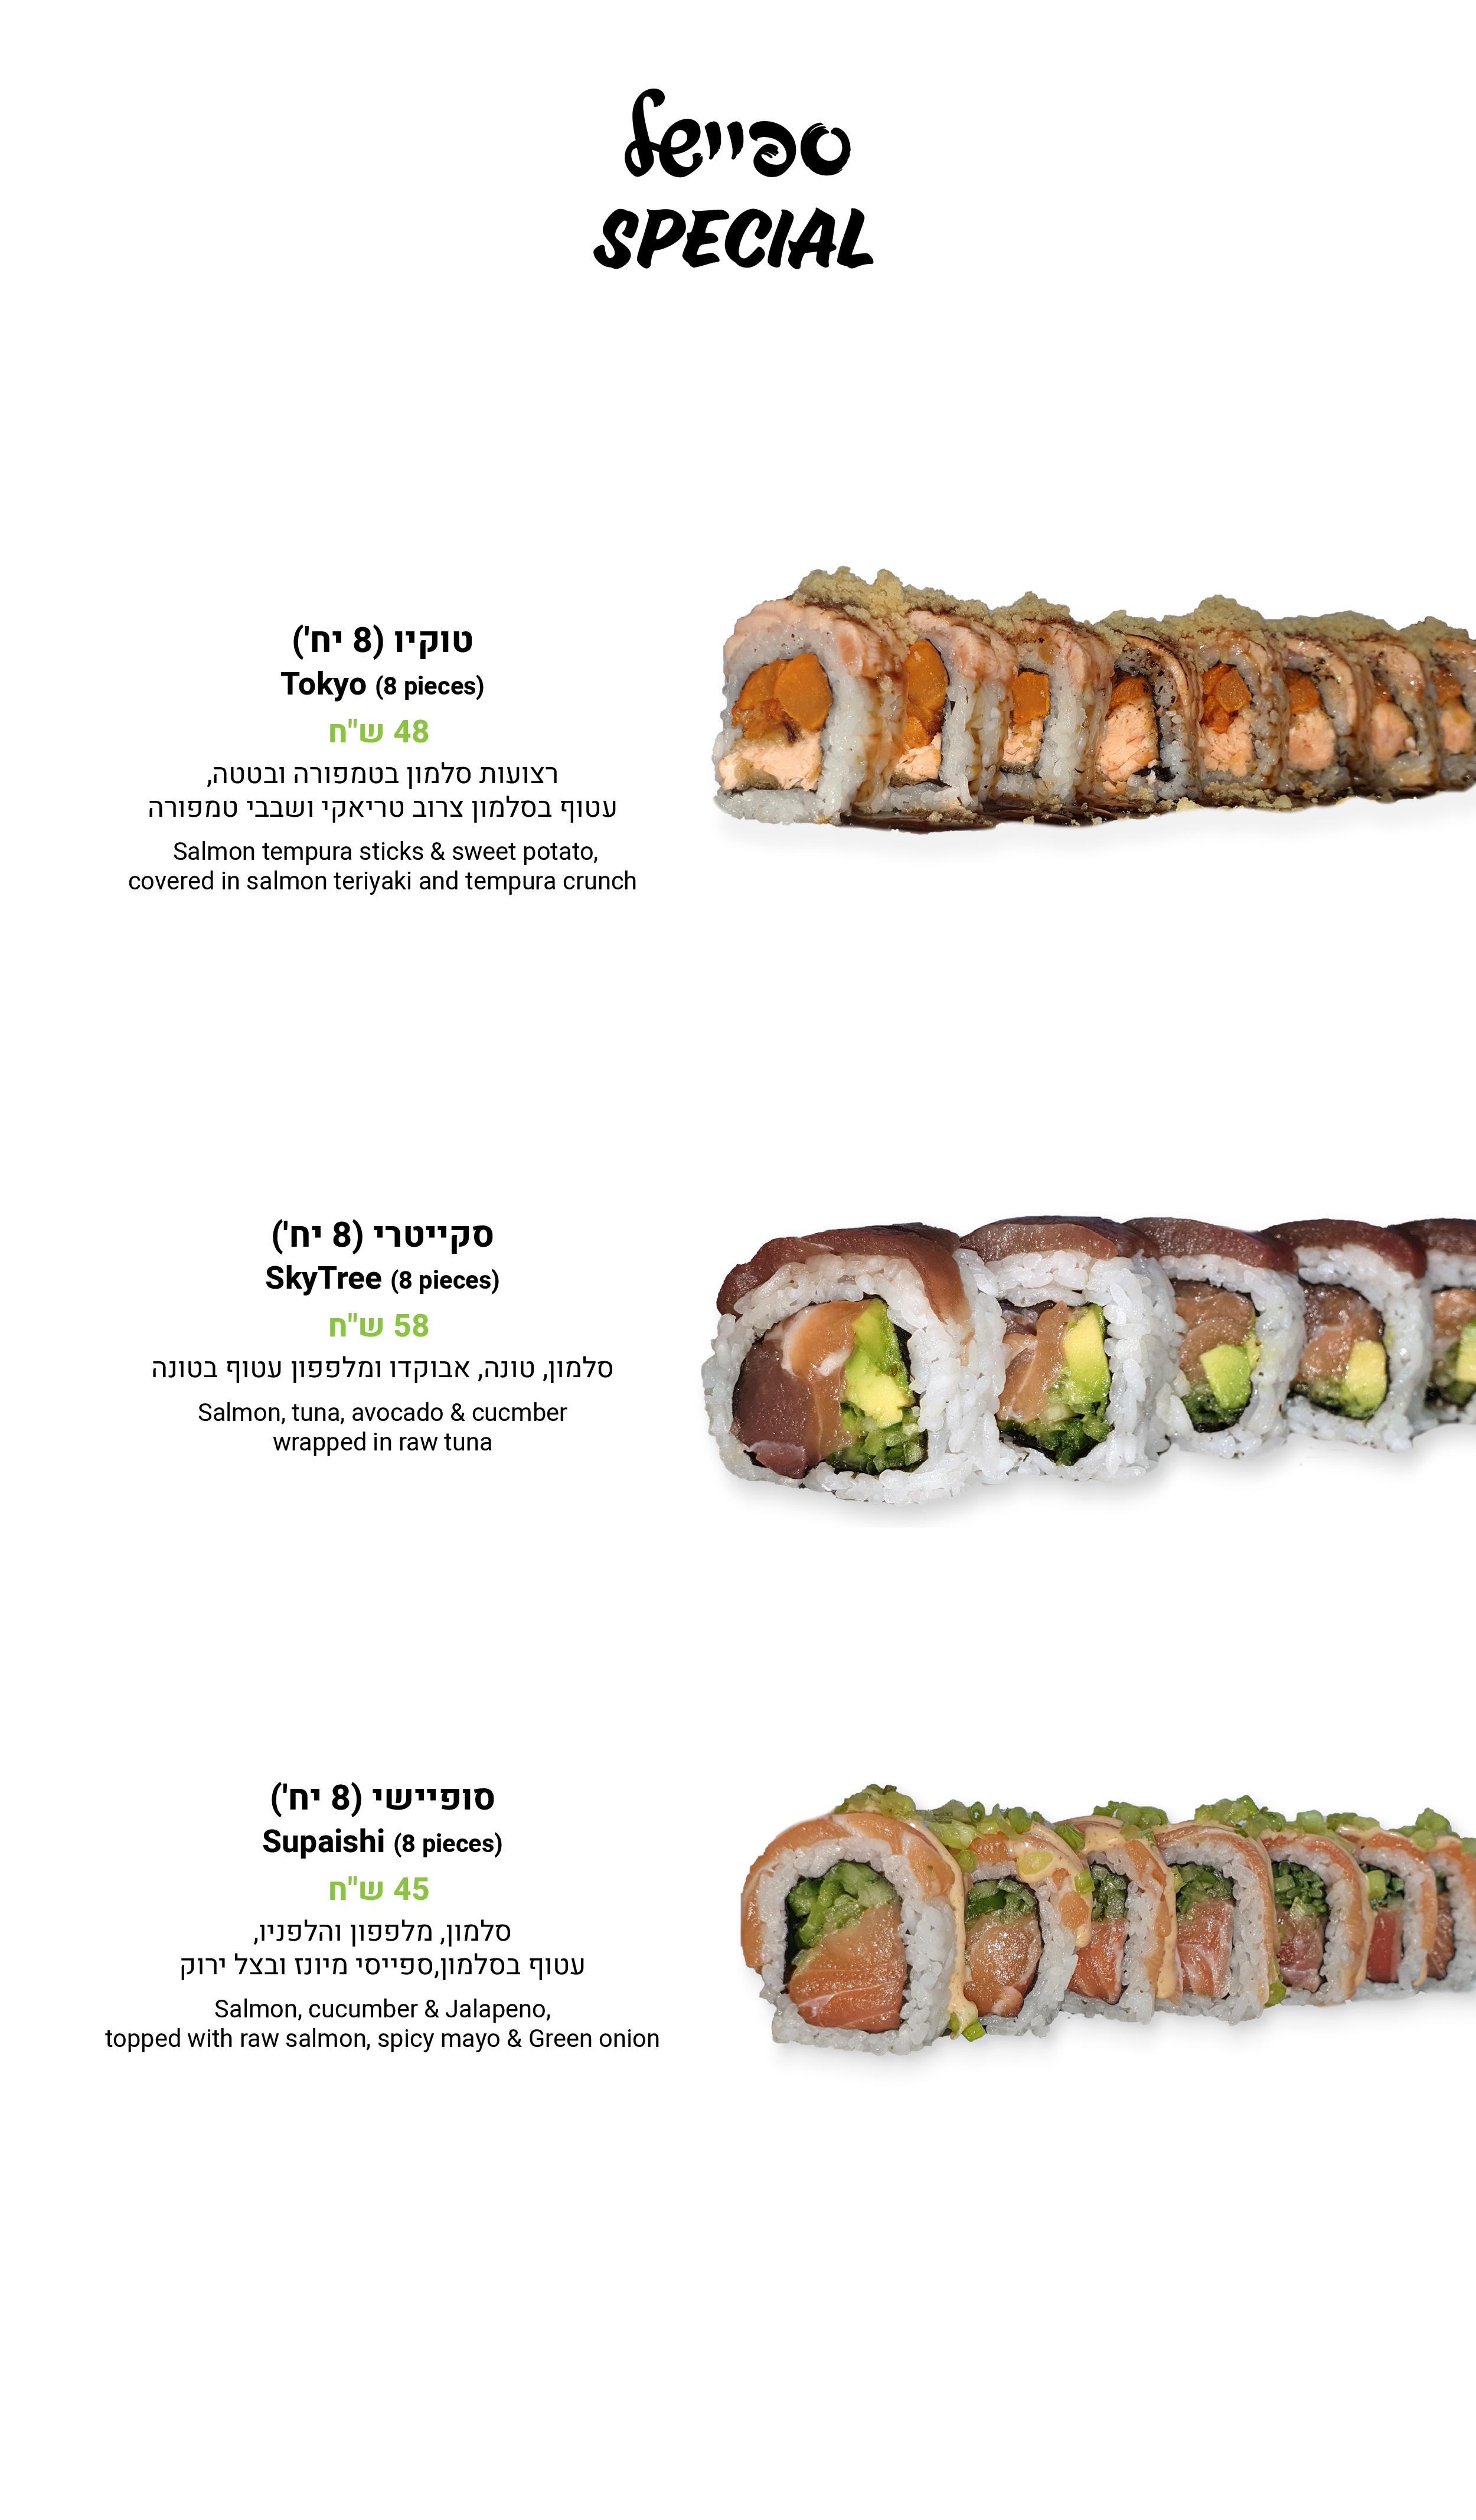 ספיישל
SPECIAL
טוקיו (8 יח')
Tokyo (8 pieces)
48 ש"ח
רצועות סלמון בטמפורה ובטטה,
עטוף בסלמון צרוב טריאקי ושבבי טמפורה
Salmon tempura sticks & sweet potato,
covered in salmon teriyaki and tempura crunch
סקייטרי (8 יח')
SkyTree (8 pieces)
58 ש"ח
סלמון, טונה, אבוקדו ומלפפון עטוף בטונה
Salmon, tuna, avocado & cucmber
wrapped in raw tuna
סופיישי (8 יח')
Supaishi (8 pieces)
45 ש"ח
סלמון, מלפפון והלפניו,
עטוף בסלמון,ספייסי מיונז ובצל ירוק
Salmon, cucumber & Jalapeno,
topped with raw salmon, spicy mayo & Green onion